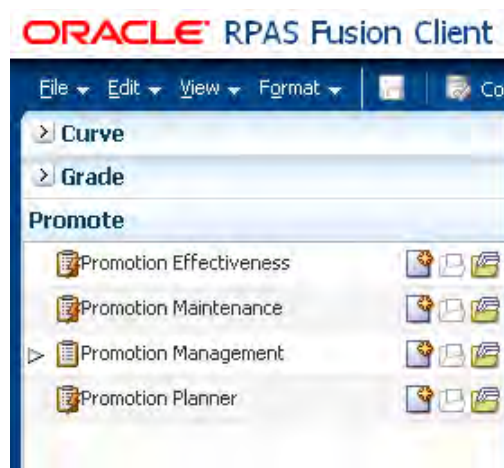 ORACLE RPAS Fusion Client
File Edit View Format Co
Curve
Grade
Promote
Promotion Effectiveness
Promotion Maintenance
Promotion Management
Promotion Planner